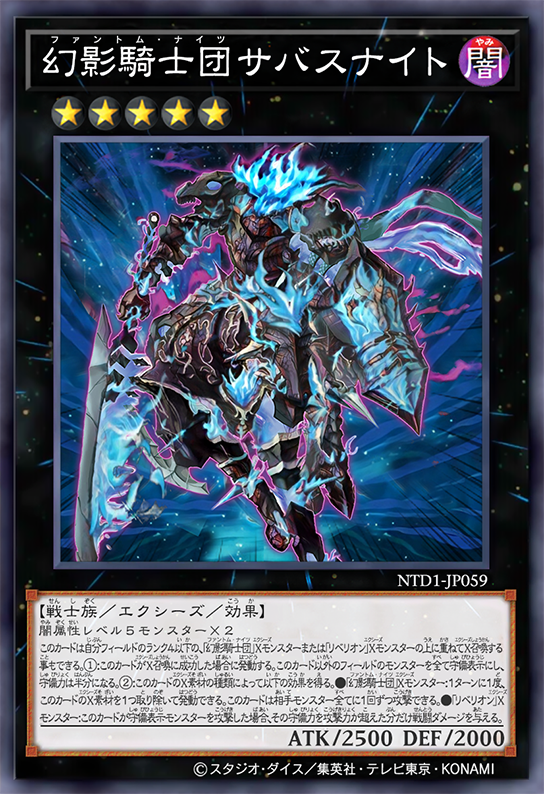 ファントム・ナイツ
幻影騎士団サバスナイト
やみ
闇
NTD1-JP059
【戦士族／エクシーズ／効果】
闇属性レベル５モンスター×２
このカードは自分フィールドのランク4以下の、「幻影騎士団」Xモンスターまたは「リベリオン」Xモンスターの上に重ねてX召喚する
事もできる。①:このカードがX召喚に成功した場合に発動する。このカード以外のフィールドのモンスターを全て守備表示にし、
守備力は半分になる。②:このカードのX素材の種類によって以下の効果を得る。●「幻影騎士団」Xモンスター:1ターンに1度、
このカードのX素材を1つ取り除いて発動できる。このカードは相手モンスター全てに1回ずつ攻撃できる。●「リベリオン」X
モンスター:このカードが守備表示モンスターを攻撃した場合、その守備力を攻撃力が超えた分だけ戦闘ダメージを与える。
ATK/2500 DEF/2000
©スタジオ・ダイス／集英社・テレビ東京・KONAMI